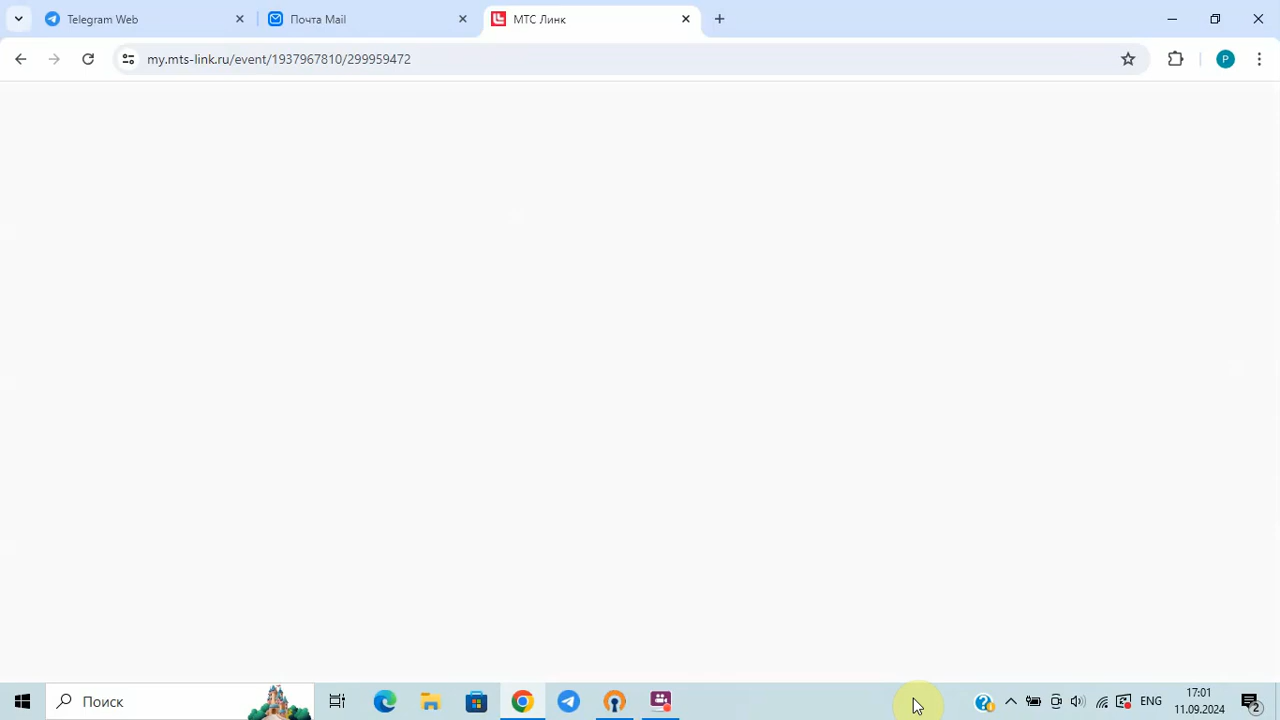 Telegram Web
Почта Mail
МТС Линк
my.mts-link.ru/event/1937967810/299959472
P
Поиск
ENG
17:01
11.09.2024
2